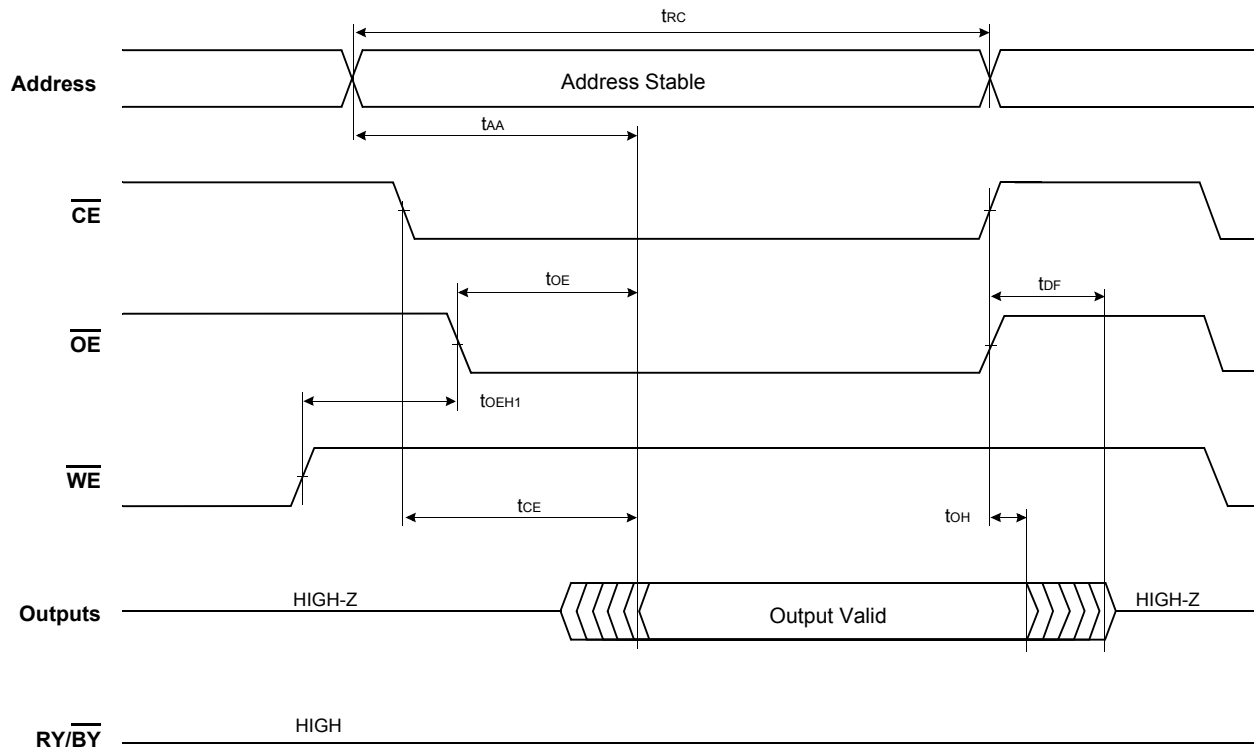 tRC
Address
Address Stable
tAA
CE
tOE
tDF
OE
tOEH1
WE
tCE
tOH
Outputs
HIGH-Z
Output Valid
HIGH-Z
HIGH
RY/BY